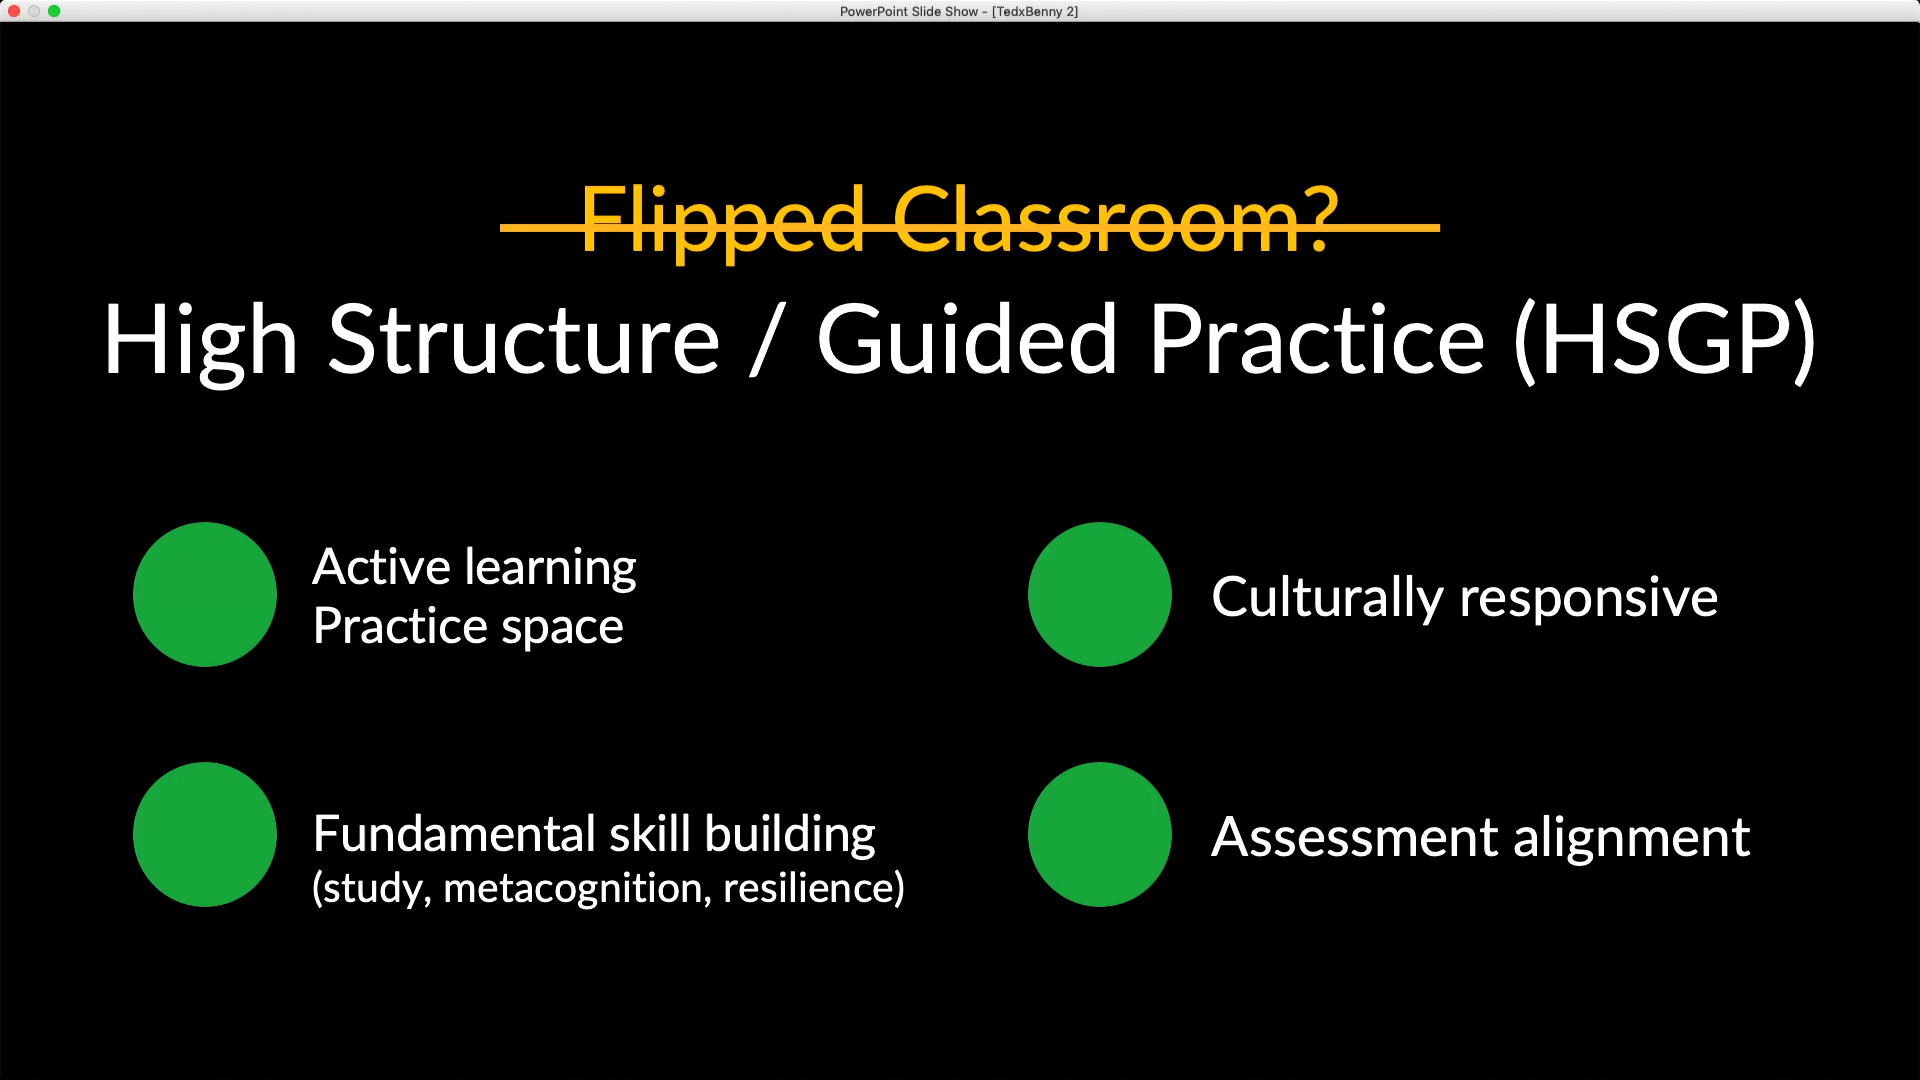 PowerPoint Slide Show - [TedxBenny 2]
Flipped Classroom?
High Structure / Guided Practice (HSGP)
Active learning
Practice space
Culturally responsive
Fundamental skill building
(study, metacognition, resilience)
Assessment alignment